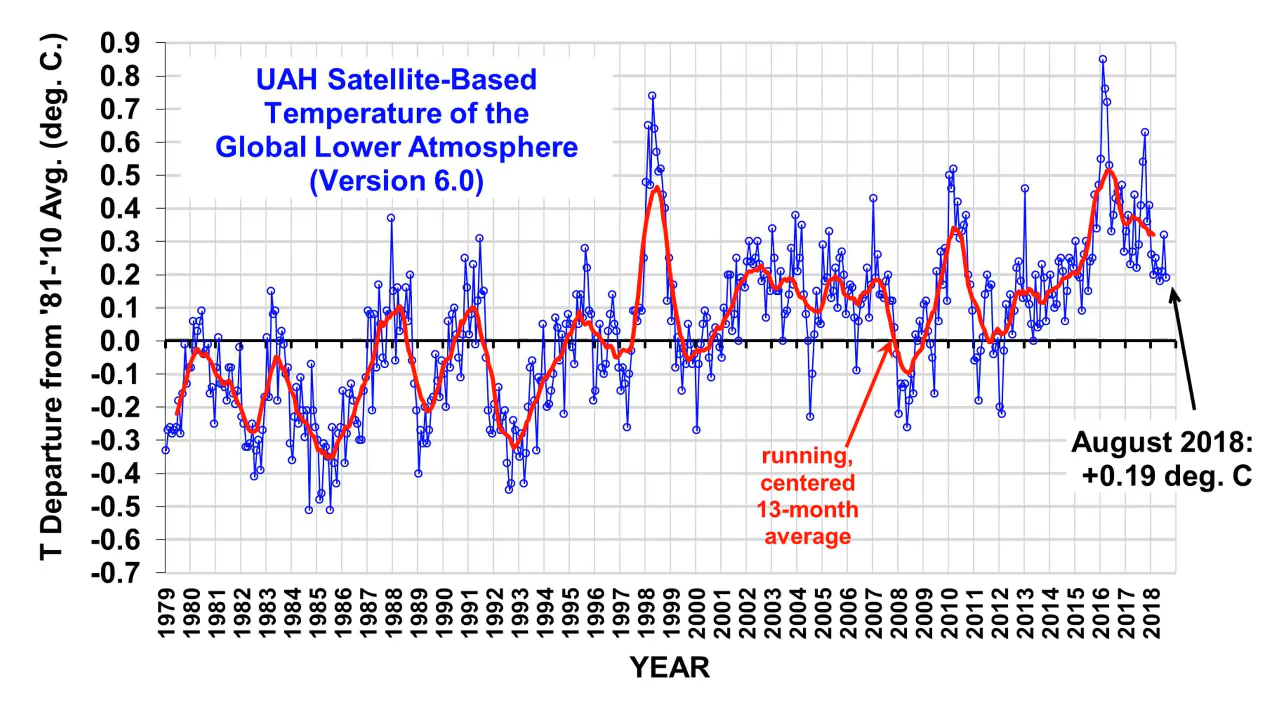 UAH Satellite-Based
Temperature of the
Global Lower Atmosphere
(Version 6.0)
T Departure from '81-'10 Avg. (deg. C.)
0.9
0.8
0.7
0.6
0.5
0.4
0.3
0.2
0.1
0.0
-0.1
-0.2
-0.3
-0.4
-0.5
-0.6
-0.7
running,
centered
13-month
average
August 2018:
+0.19 deg. C
1979 1980 1981 1982 1983 1984 1985 1986 1987 1988 1989 1990 1991 1992 1993 1994 1995 1996 1997 1998 1999 2000 2001 2002 2003 2004 2005 2006 2007 2008 2009 2010 2011 2012 2013 2014 2015 2016 2017 2018
YEAR